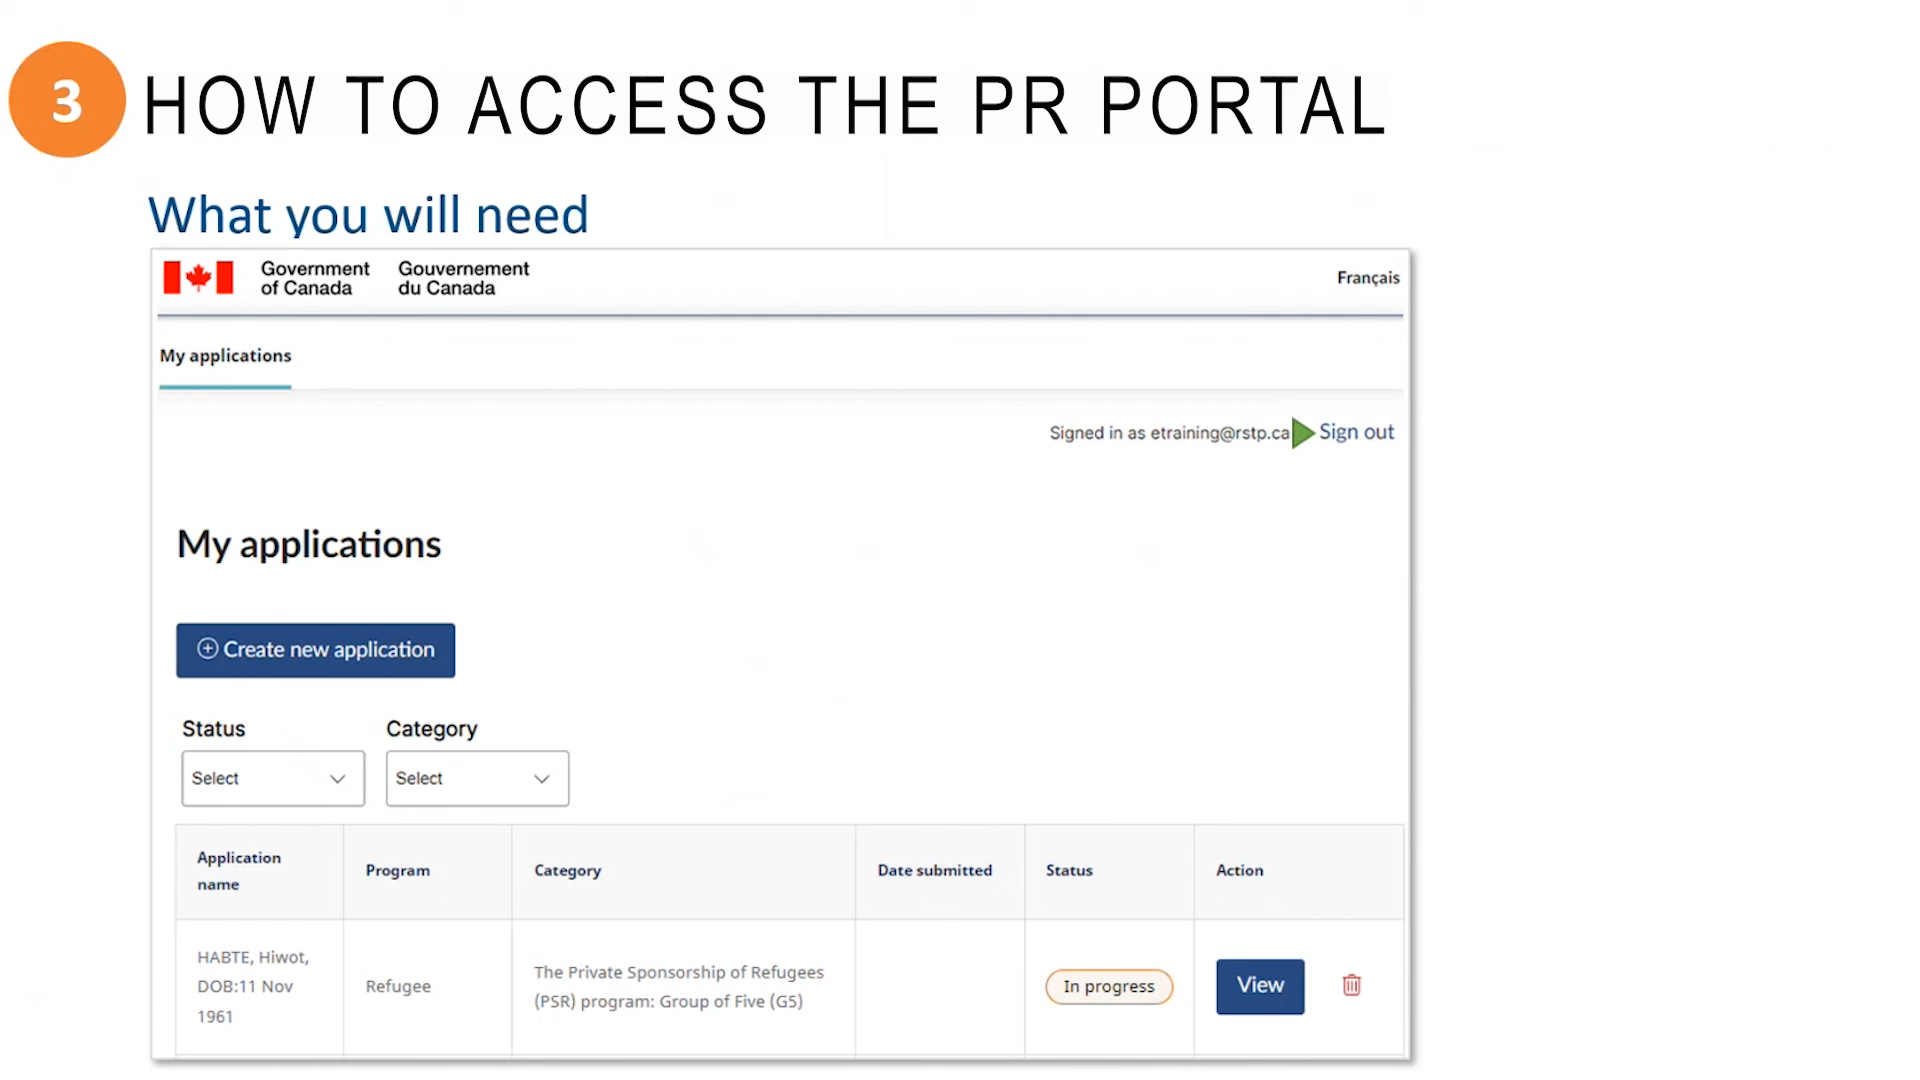 3 HOW TO ACCESS THE PR PORTAL
What you will need
Government of Canada
Gouvernement du Canada
Français
My applications
Signed in as etraining@rstp.ca Sign out
My applications
Create new application
Status
Category
Select
Select
Application name
Program
Category
Date submitted
Status
Action
HABTE, Hiwot,
DOB:11 Nov
1961
Refugee
The Private Sponsorship of Refugees
(PSR) program: Group of Five (G5)
In progress
View